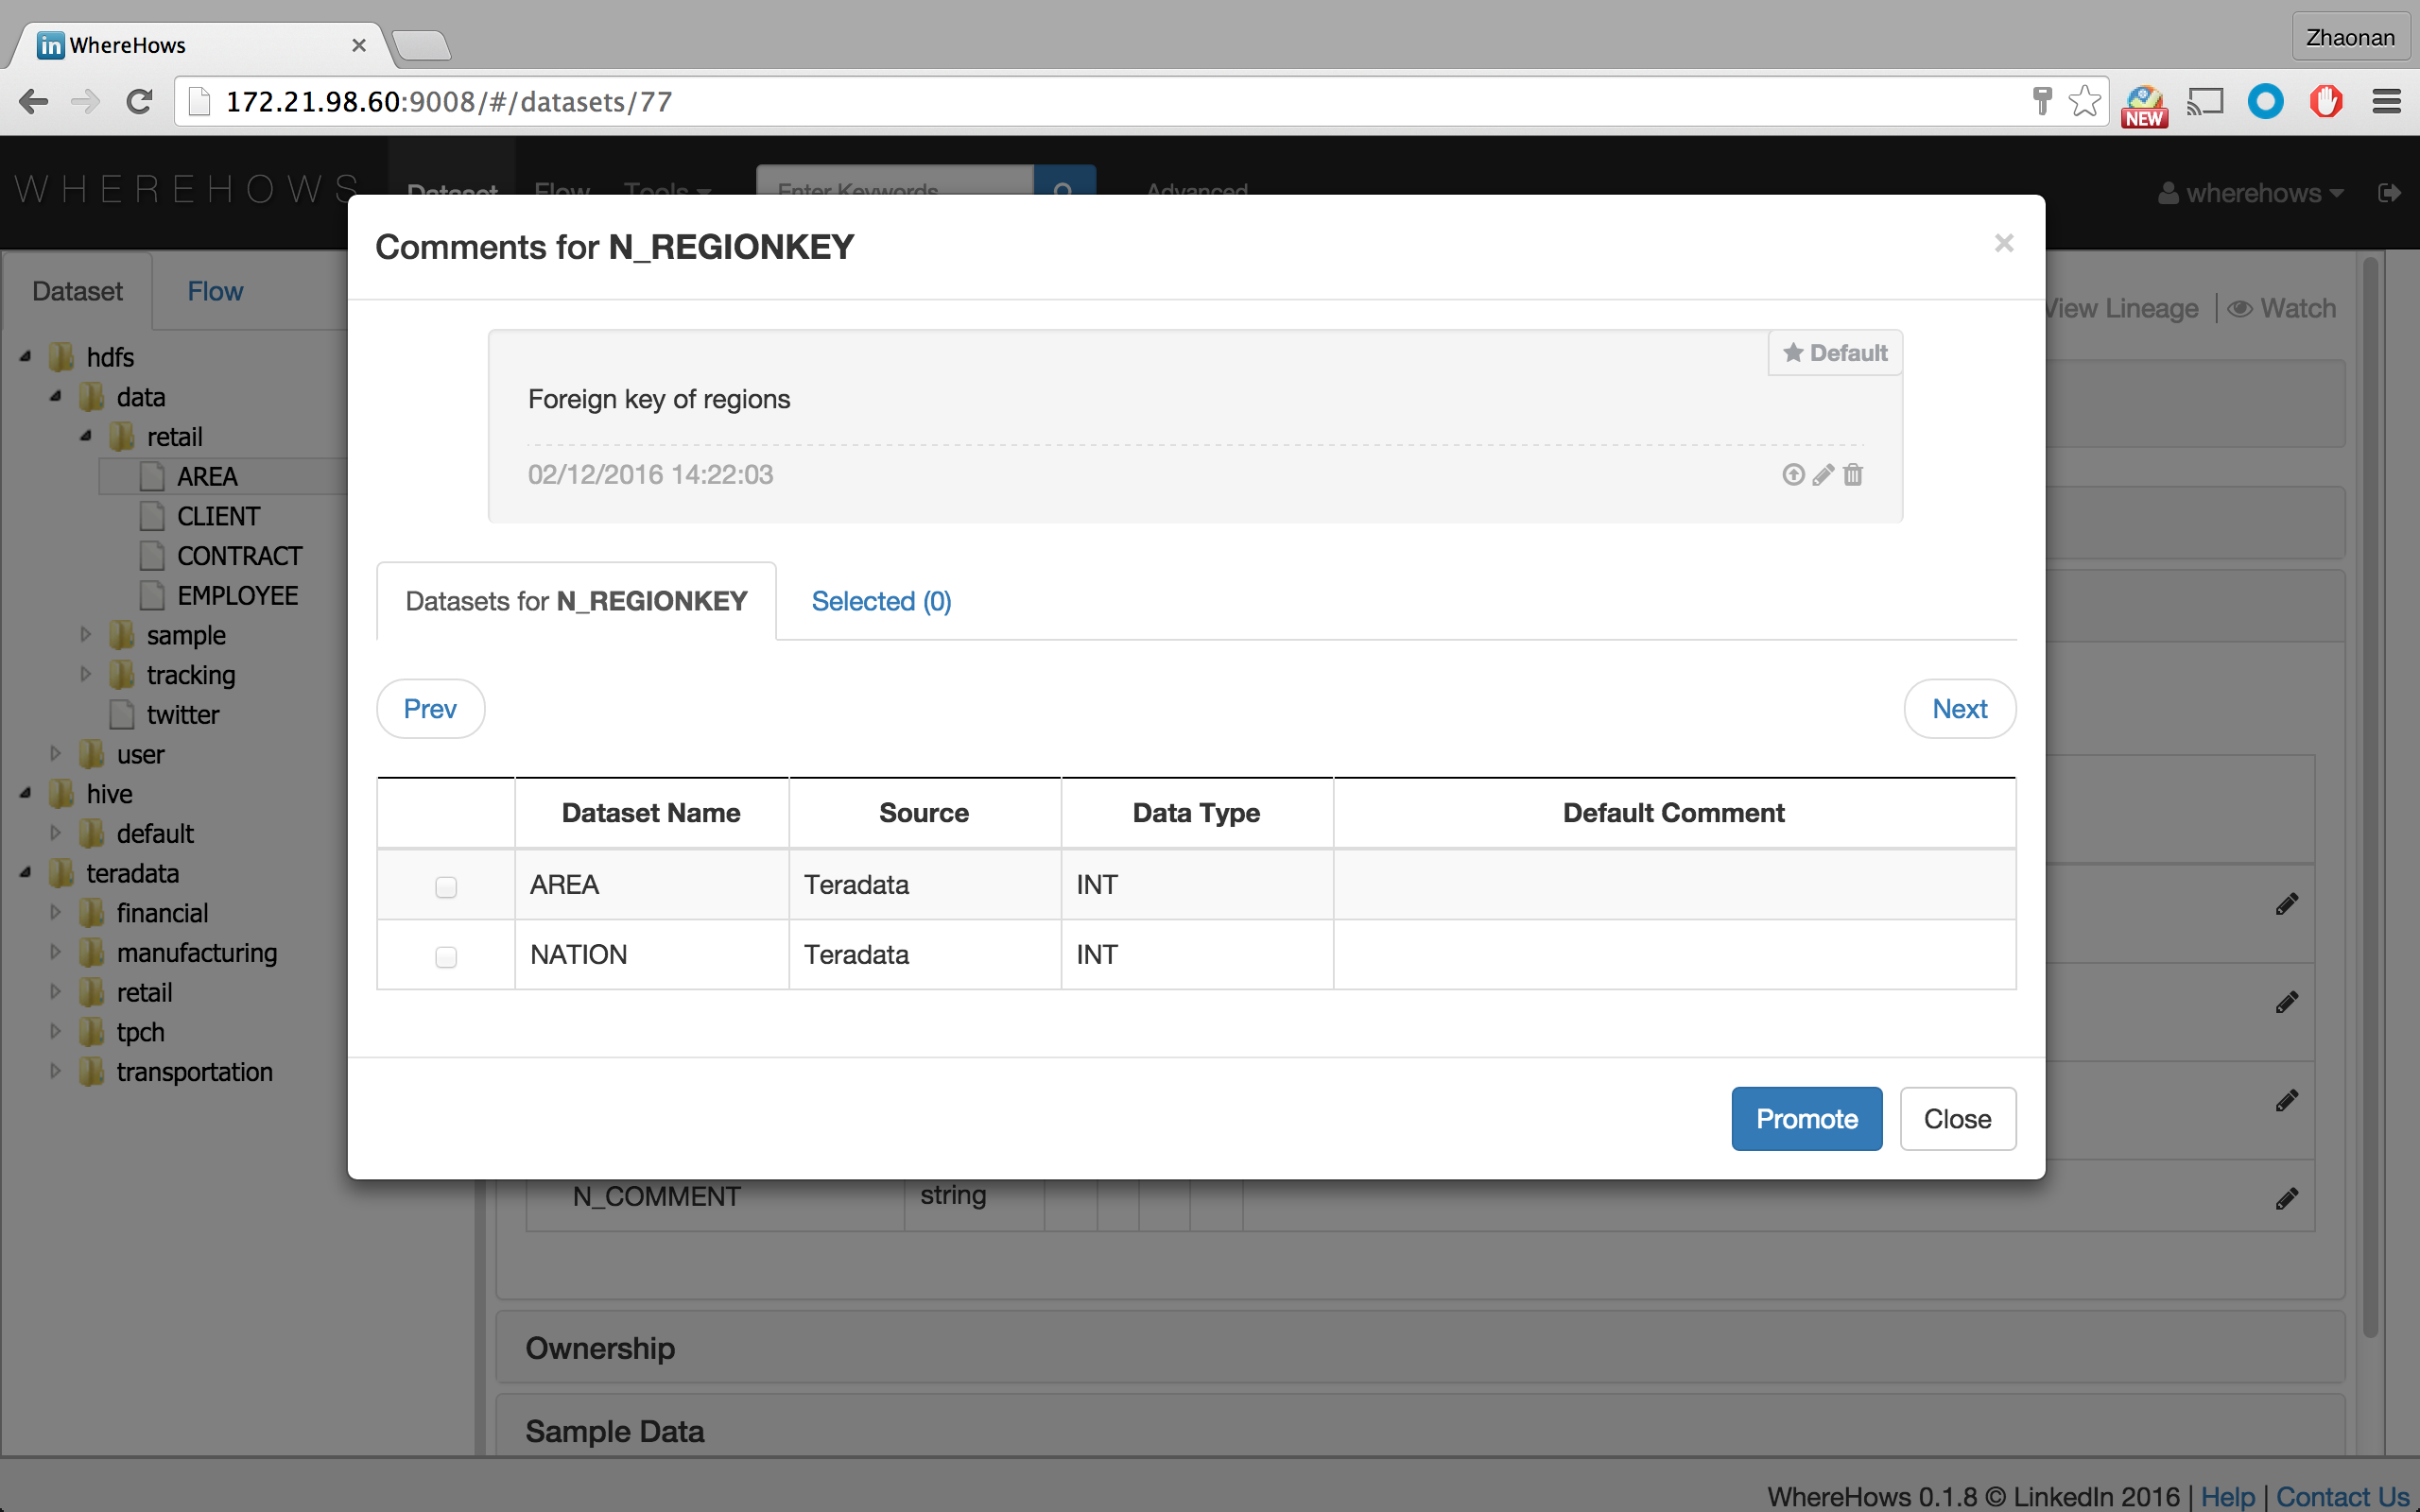 WhereHows
Zhaonan
172.21.98.60:9008/#/datasets/77
NEW
WHEREHOWS
Dataset Flow Tools Enter Keywords Advanced
wherehows
Comments for N_REGIONKEY
Dataset Flow
View Lineage | Watch
Default
hdfs
data
retail
AREA
CLIENT
CONTRACT
EMPLOYEE
sample
tracking
twitter
user
hive
default
teradata
financial
manufacturing
retail
tpch
transportation
Foreign key of regions
02/12/2016 14:22:03
Datasets for N_REGIONKEY Selected (0)
Prev Next
Dataset Name Source Data Type Default Comment
AREA Teradata INT
NATION Teradata INT
Promote Close
N_COMMENT string
Ownership
Sample Data
WhereHows 0.1.8 © LinkedIn 2016 | Help | Contact Us